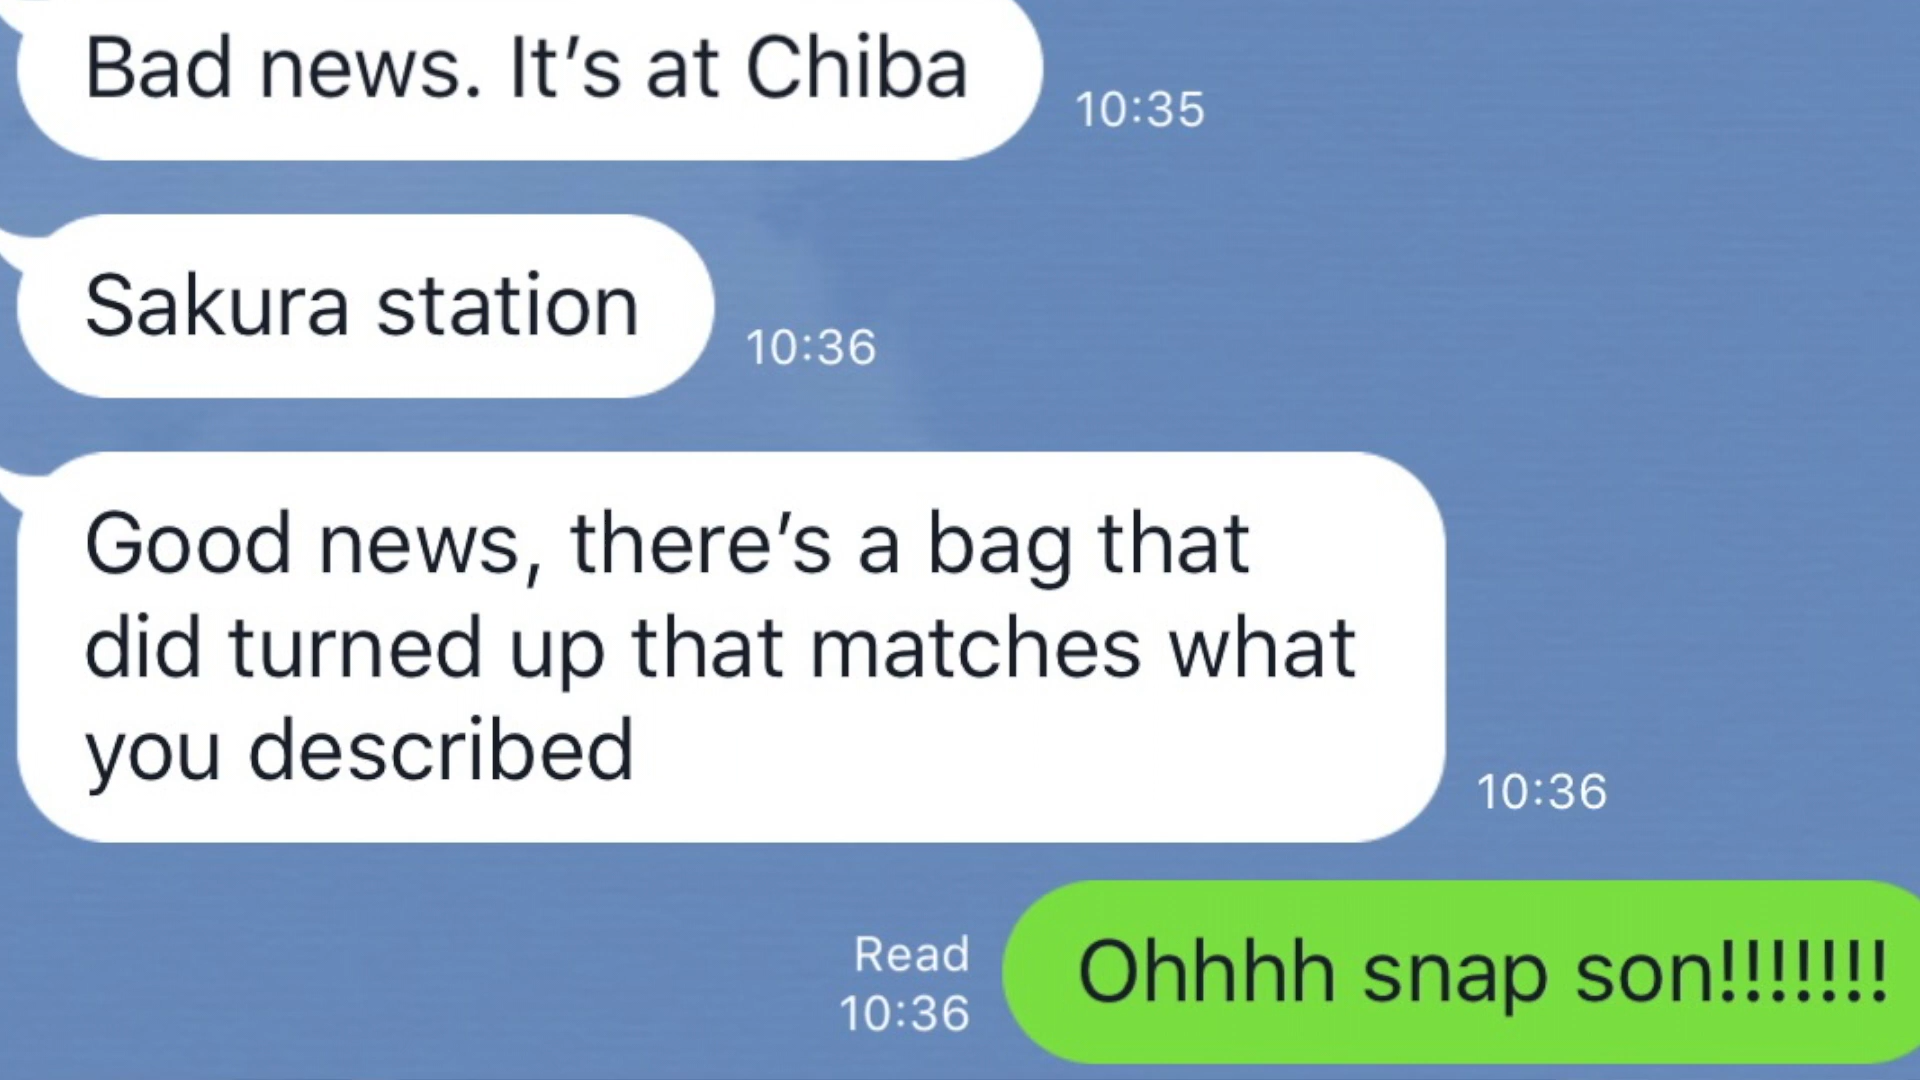 Bad news. It’s at Chiba
10:35
Sakura station
10:36
Good news, there’s a bag that
did turned up that matches what
you described
10:36
Ohhhh snap son!!!!!!!
Read
10:36